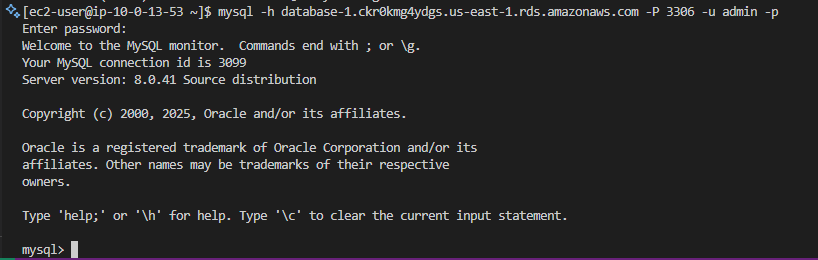 [ec2-user@ip-10-0-13-53 ~]$ mysql -h database-1.ckr0kmg4ydgs.us-east-1.rds.amazonaws.com -P 3306 -u admin -p
Enter password:
Welcome to the MySQL monitor.  Commands end with ; or \g.
Your MySQL connection id is 3099
Server version: 8.0.41 Source distribution
Copyright (c) 2000, 2025, Oracle and/or its affiliates.
Oracle is a registered trademark of Oracle Corporation and/or its
affiliates. Other names may be trademarks of their respective
owners.
Type 'help;' or '\h' for help. Type '\c' to clear the current input statement.
mysql>